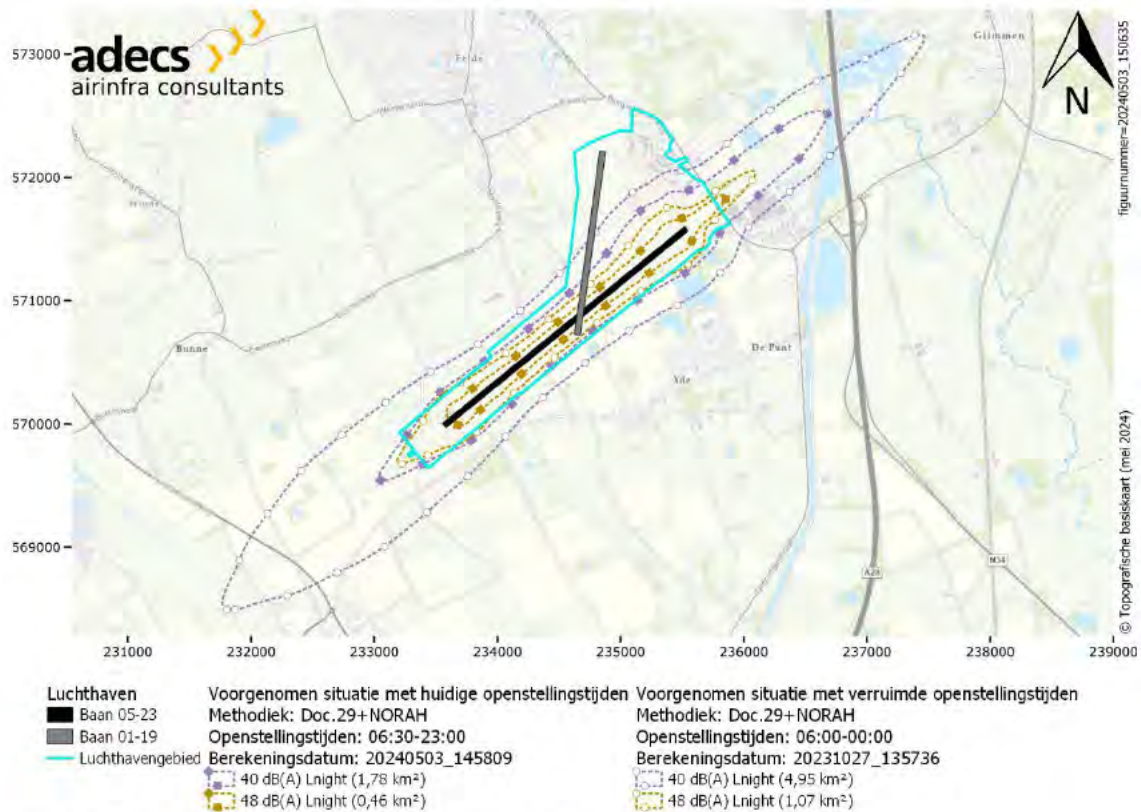 adecs
airinfra consultants
573000
572000
571000
570000
569000
Eelde
Glimmen
N
Bunne
Yde
De Punt
A28
N34
figuurnummer=20240503_150635
© Topografische basiskaart (mei 2024)
231000 232000 233000 234000 235000 236000 237000 238000 239000
Luchthaven
Baan 05-23
Baan 01-19
Luchthavengebied
Voorgenomen situatie met huidige openstellingstijden
Methodiek: Doc.29+NORAH
Openstellingstijden: 06:30-23:00
Berekeningsdatum: 20240503_145809
40 dB(A) Lnight (1,78 km²)
48 dB(A) Lnight (0,46 km²)
Voorgenomen situatie met verruimde openstellingstijden
Methodiek: Doc.29+NORAH
Openstellingstijden: 06:00-00:00
Berekeningsdatum: 20231027_135736
40 dB(A) Lnight (4,95 km²)
48 dB(A) Lnight (1,07 km²)